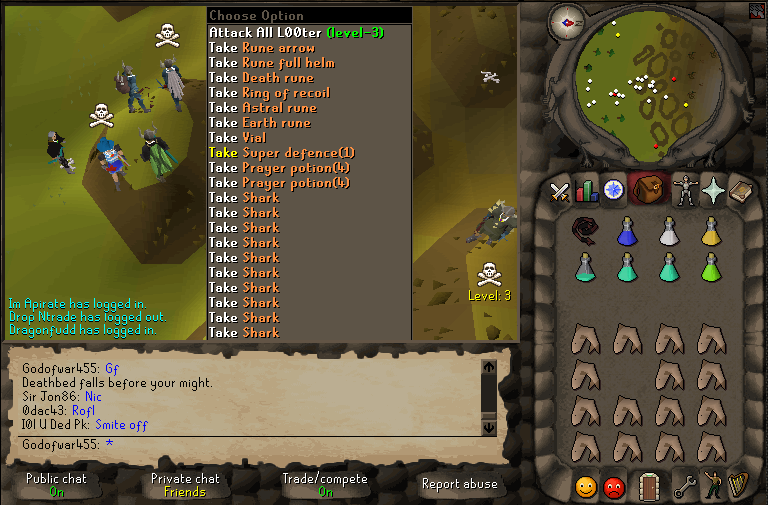 Choose Option
Attack All L00ter (level-3)
Take Rune arrow
Take Rune full helm
Take Death rune
Take Ring of recoil
Take Astral rune
Take Earth rune
Take Vial
Take Super defence(1)
Take Prayer potion(4)
Take Prayer potion(4)
Take Shark
Take Shark
Take Shark
Take Shark
Take Shark
Take Shark
Take Shark
Take Shark
Take Shark
Take Shark
Level: 3
Im Apirate has logged in.
Drop Ntrade has logged out.
Dragonfudd has logged in.
Godofwar455: Gf
Deathbed falls before your might.
Sir Jon86: Nic
0dac43: Rofl
I0l U Ded Pk: Smite off
Godofwar455: *
Public chat
On
Private chat
Friends
Trade/compete
On
Report abuse